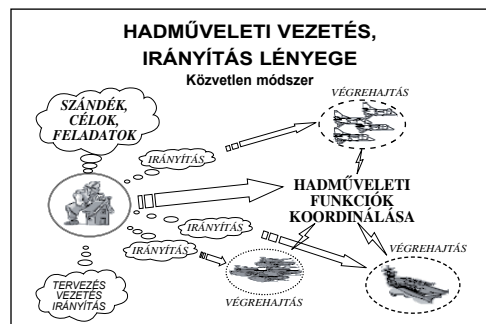 HADMŰVELETI VEZETÉS,
IRÁNYÍTÁS LÉNYEGE
Közvetlen módszer
VÉGREHAJTÁS
SZÁNDÉK,
CÉLOK,
FELADATOK
IRÁNYÍTÁS
HADMŰVELETI
FUNKCIÓK
KOORDINÁLÁSA
IRÁNYÍTÁS
IRÁNYÍTÁS
VÉGREHAJTÁS
TERVEZÉS
VEZETÉS
IRÁNYÍTÁS
VÉGREHAJTÁS